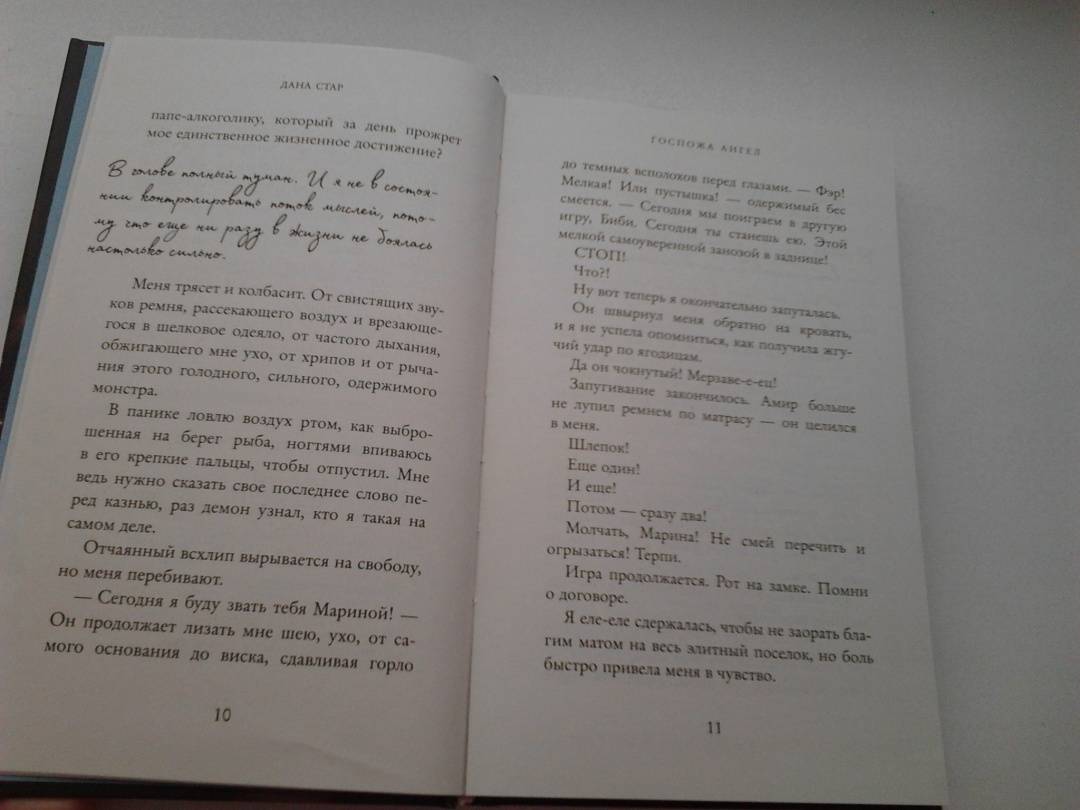 ДАНА СТАР
папе-алкоголику, который за день прожрет
мое единственное жизненное достижение?
В голове полный туман. И я не в состоя-
нии контролировать поток мыслей, пото-
му что еще ни разу в жизни не боялась
настолько сильно.
Меня трясет и колбасит. От свистящих зву-
ков ремня, рассекающего воздух и врезающе-
гося в шелковое одеяло, от частого дыхания,
обжигающего мне ухо, от хрипов и от рыча-
ния этого голодного, сильного, одержимого
монстра.
В панике ловлю воздух ртом, как выбро-
шенная на берег рыба, ногтями впиваюсь
в его крепкие пальцы, чтобы отпустил. Мне
ведь нужно сказать свое последнее слово пе-
ред казнью, раз демон узнал, кто я такая на
самом деле.
Отчаянный всхлип вырывается на свободу,
но меня перебивают.
— Сегодня я буду звать тебя Мариной! —
Он продолжает лизать мне шею, ухо, от са-
мого основания до виска, сдавливая горло
10
ГОСПОЖА АНГЕЛ
до темных всполохов перед глазами. — Фэр!
Мелкая! Или пустышка! — одержимый бес
смеется. — Сегодня мы поиграем в другую
игру, Биби. Сегодня ты станешь ею. Этой
мелкой самоуверенной занозой в заднице!
СТОП!
Что?!
Ну вот теперь я окончательно запуталась.
Он швырнул меня обратно на кровать,
и я не успела опомниться, как получила жгу-
чий удар по ягодицам.
Да он чокнутый! Мерзаве-е-ец!
Запугивание закончилось. Амир больше
не лупил ремнем по матрасу — он целился
в меня.
Шлепок!
Еще один!
И еще!
Потом — сразу два!
Молчать, Марина! Не смей перечить и
огрызаться! Терпи.
Игра продолжается. Рот на замке. Помни
о договоре.
Я еле-еле сдержалась, чтобы не заорать бла-
гим матом на весь элитный поселок, но боль
быстро привела меня в чувство.
11